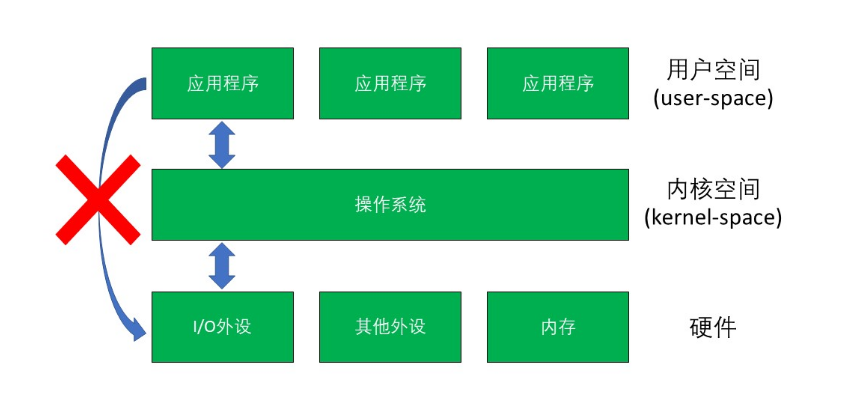 应用程序
应用程序
应用程序
用户空间
(user-space)
操作系统
内核空间
(kernel-space)
I/O外设
其他外设
内存
硬件